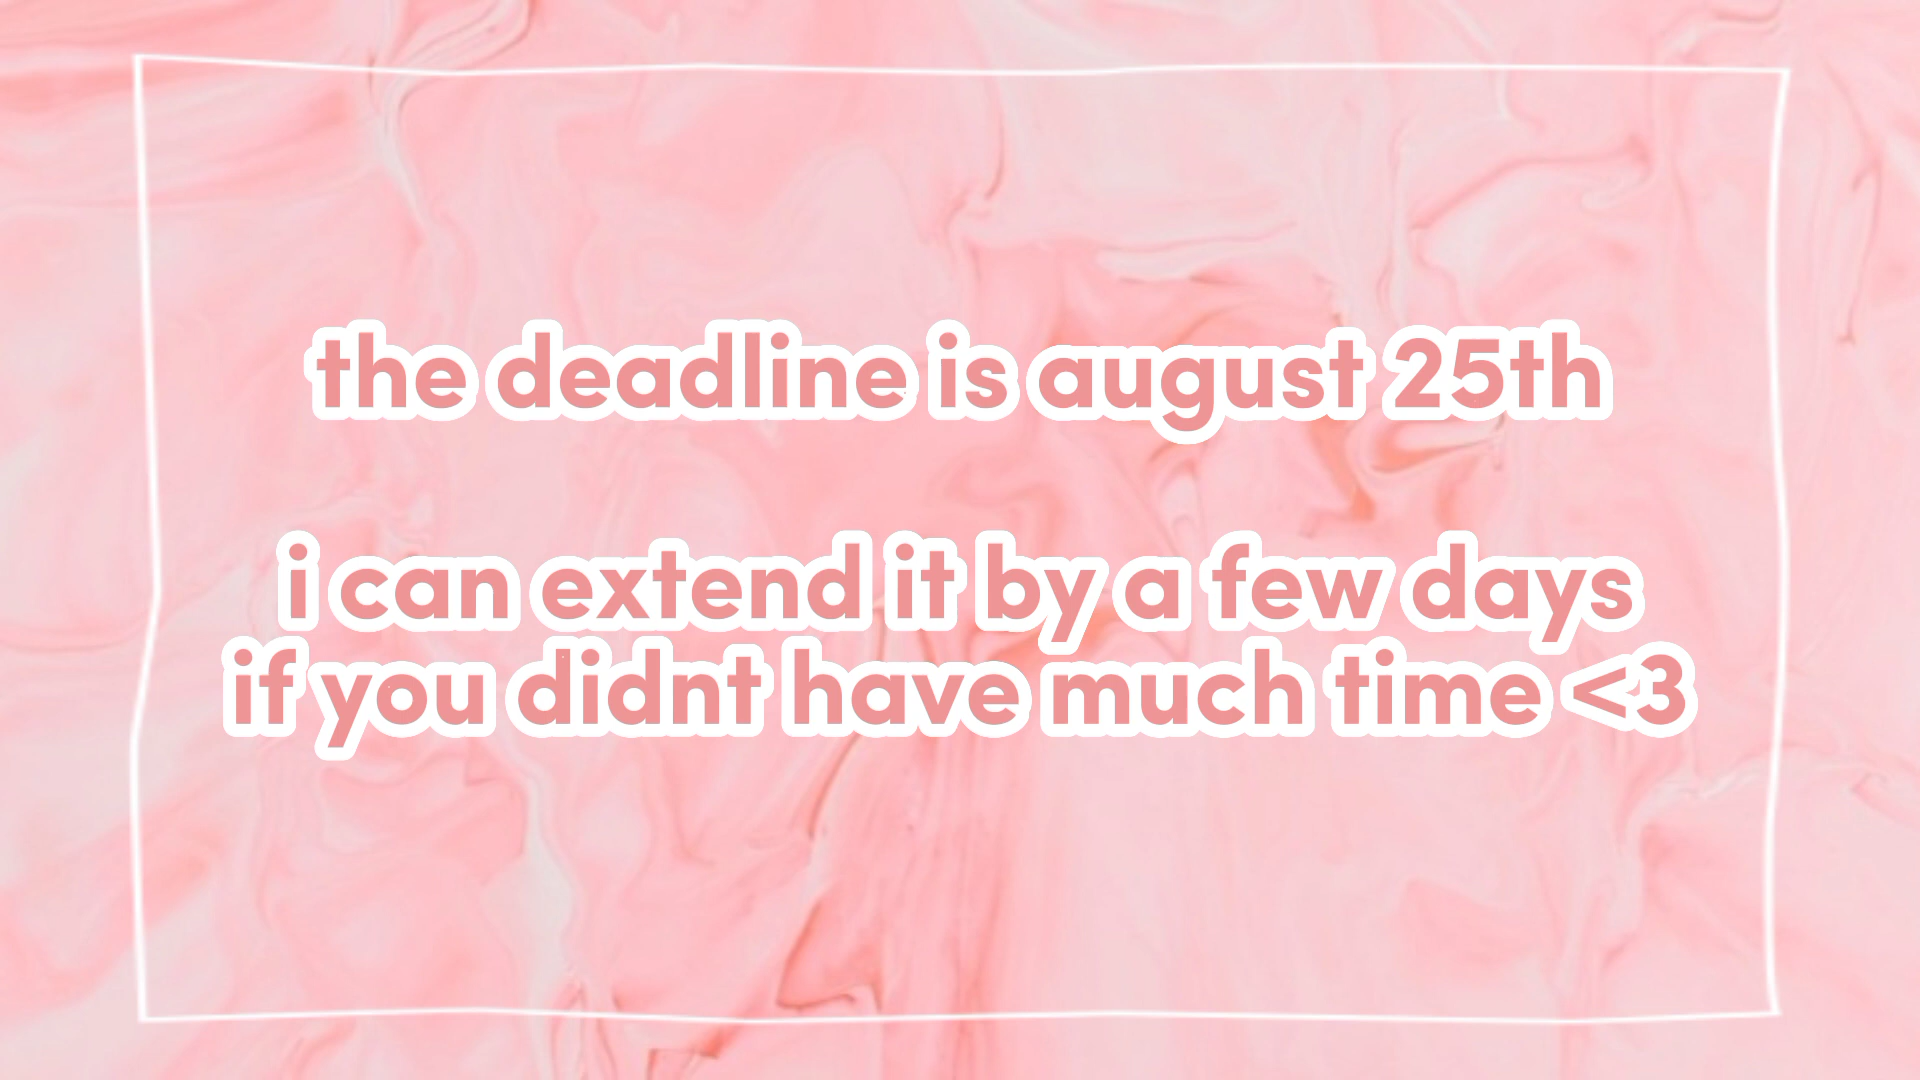 the deadline is august 25th
i can extend it by a few days
if you didnt have much time <3